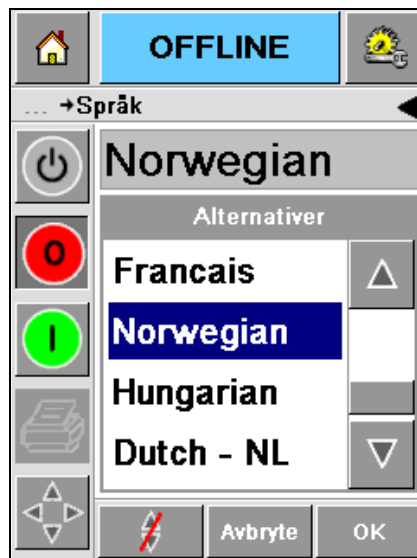 OFFLINE
... →Språk
Norwegian
Alternativer
Francais
Norwegian
Hungarian
Dutch - NL
Avbryte OK